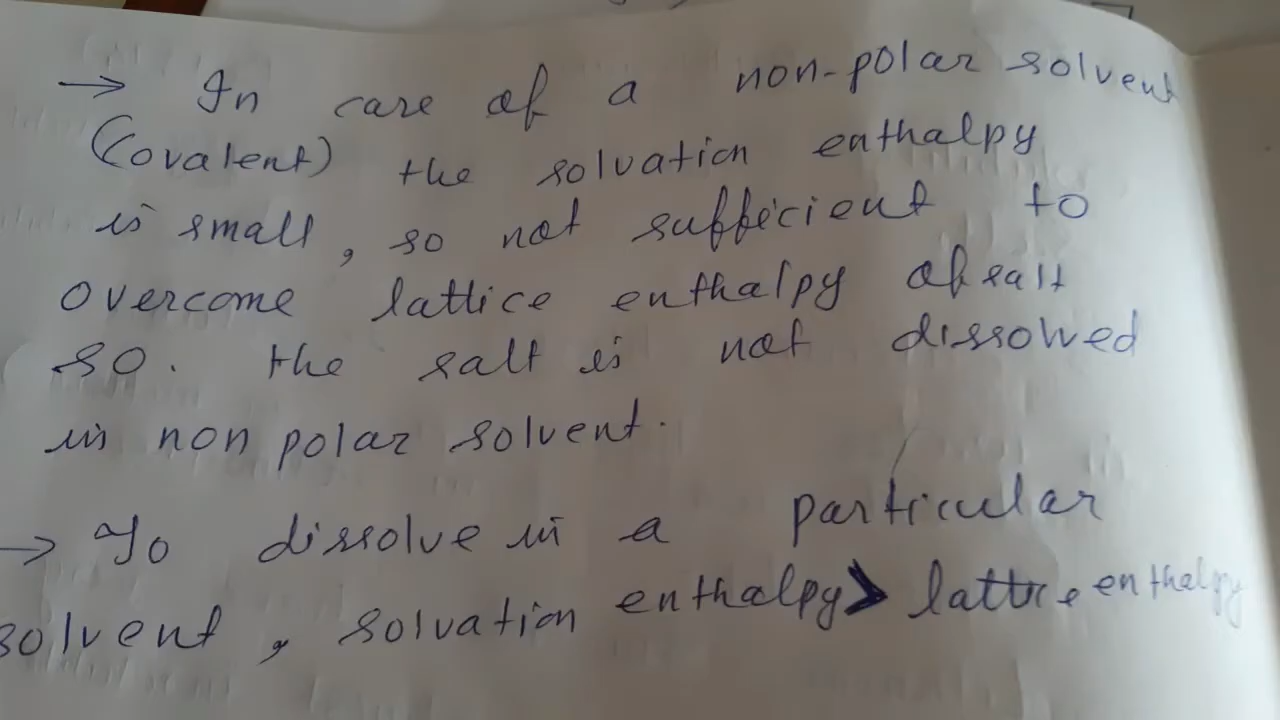 → In case of a non-polar solvent
(covalent) the solvation enthalpy
is small, so not sufficient to
overcome lattice enthalpy of salt
so. the salt is not dissolved
in non polar solvent.
→ To dissolve in a particular
solvent, solvation enthalpy > lattice enthalpy